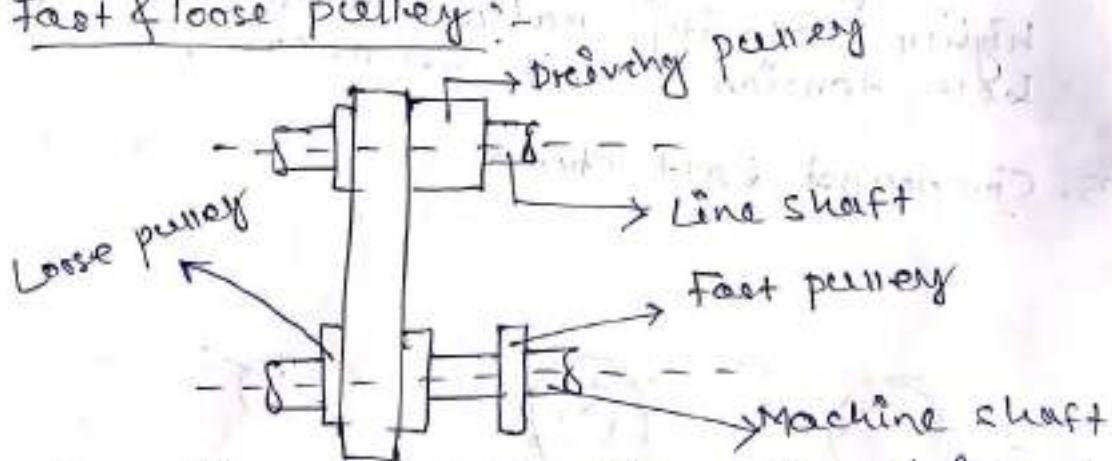 Fast & loose pulley :-
Driving pulley
Line shaft
Loose pulley
Fast pulley
Machine shaft